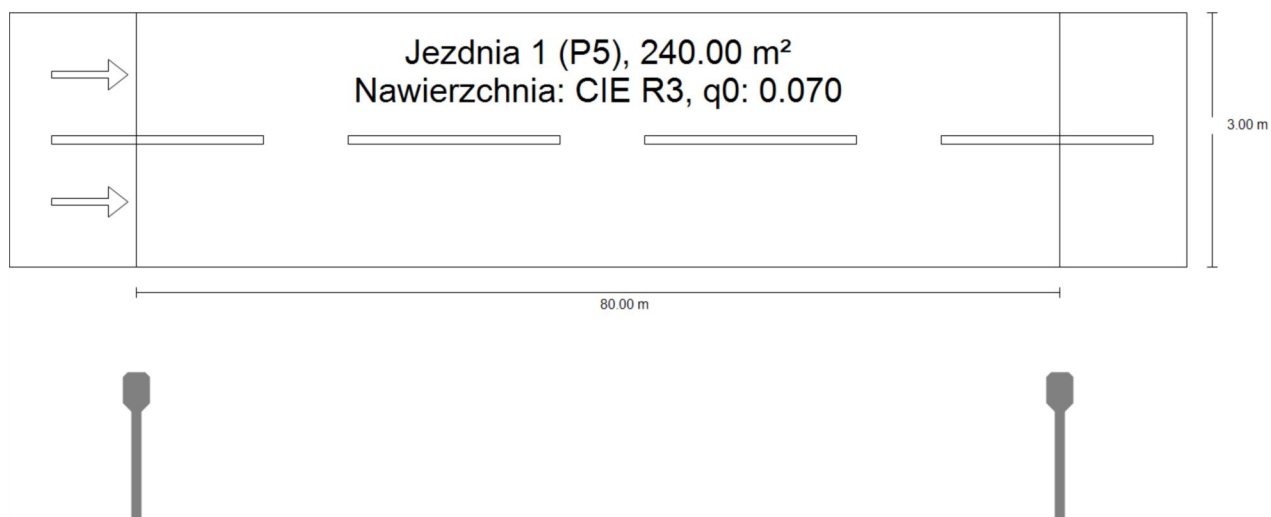 Jezdnia 1 (P5), 240.00 m²
Nawierzchnia: CIE R3, q0: 0.070
3.00 m
80.00 m